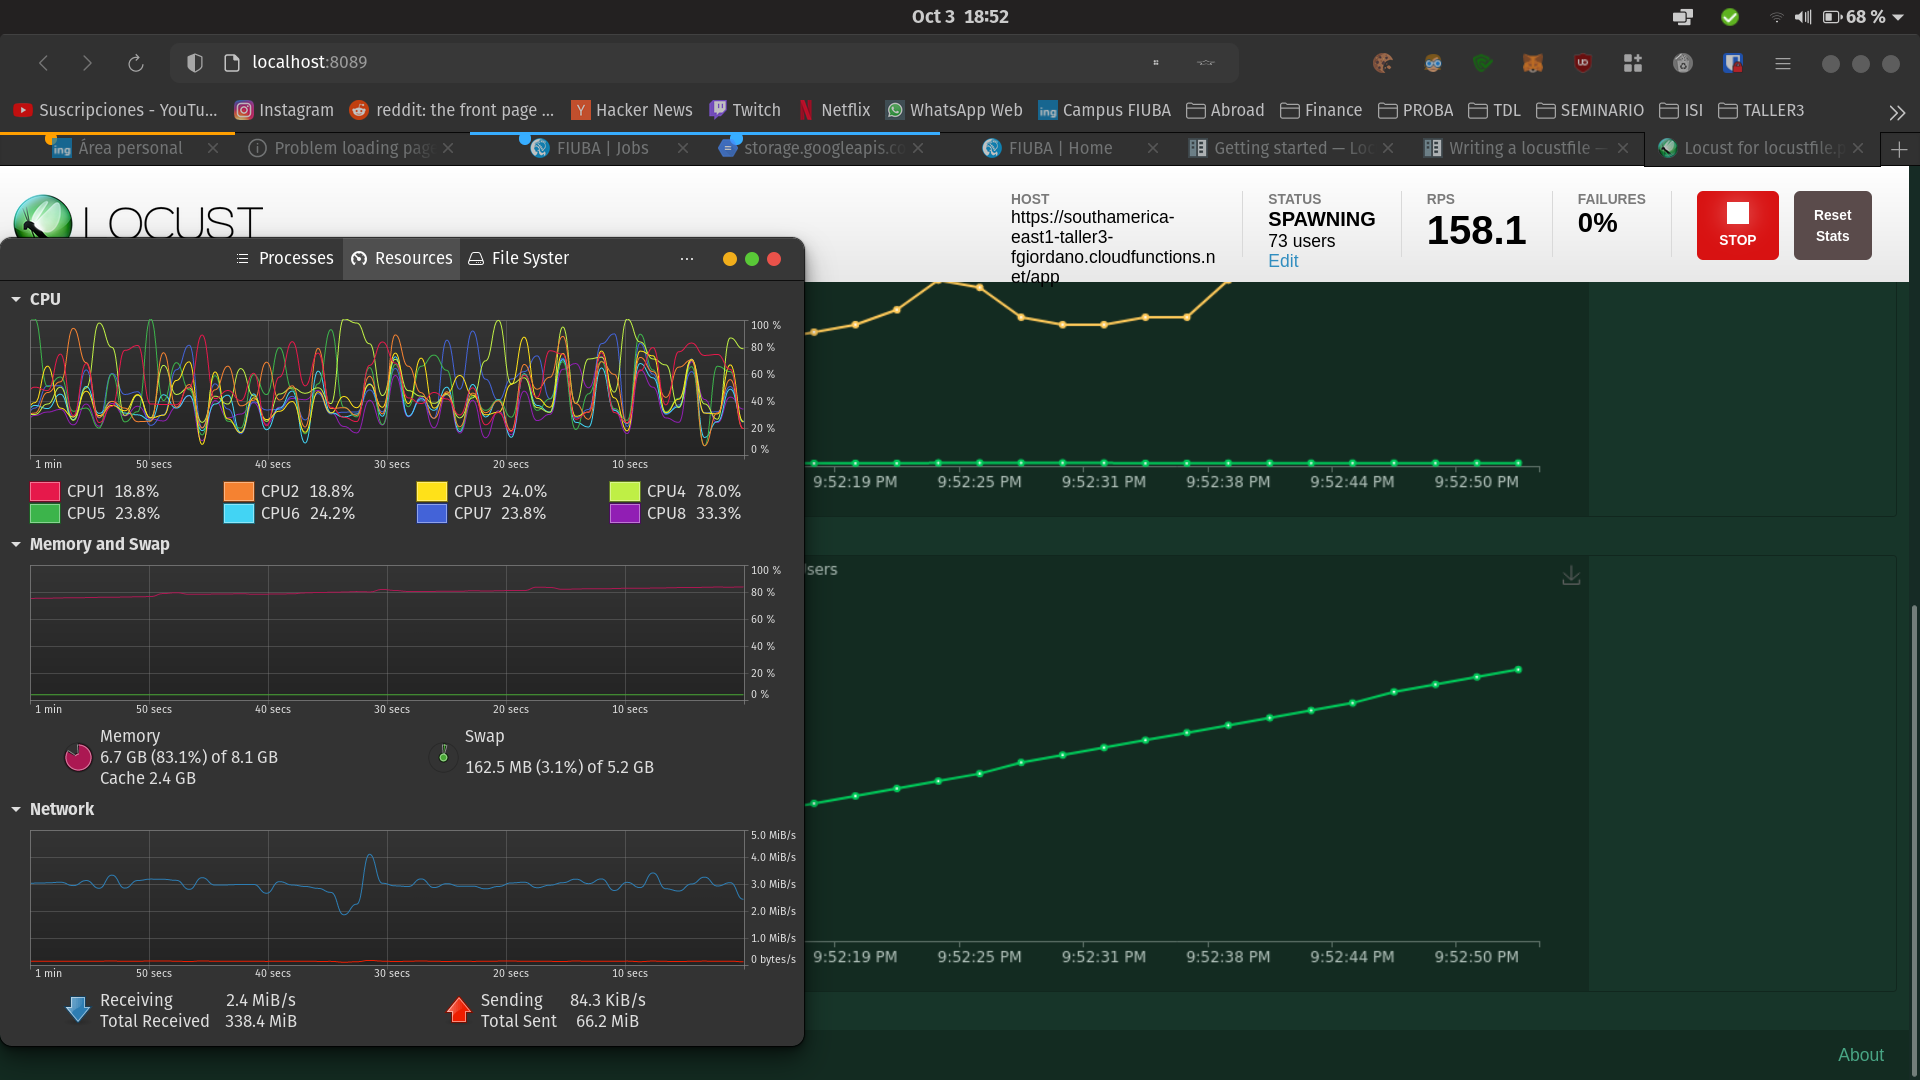 Oct 3 18:52
68 %
localhost:8089
Suscripciones - YouTu...
Instagram
reddit: the front page ...
Hacker News
Twitch
Netflix
WhatsApp Web
Campus FIUBA
Abroad
Finance
PROBA
TDL
SEMINARIO
ISI
TALLER3
Área personal
Problem loading pag
FIUBA | Jobs
storage.googleapis.co
FIUBA | Home
Getting started — Loc
Writing a locustfile —
Locust for locustfile.p
LOCUST
HOST
https://southamerica-
east1-taller3-
fgiordano.cloudfunctions.n
et/app
STATUS
SPAWNING
73 users
Edit
RPS
158.1
FAILURES
0%
STOP
Reset
Stats
Processes
Resources
File Syster
CPU
100 %
80 %
60 %
40 %
20 %
0 %
1 min 50 secs 40 secs 30 secs 20 secs 10 secs
CPU1 18.8% CPU2 18.8% CPU3 24.0% CPU4 78.0%
CPU5 23.8% CPU6 24.2% CPU7 23.8% CPU8 33.3%
Memory and Swap
100 %
80 %
60 %
40 %
20 %
0 %
1 min 50 secs 40 secs 30 secs 20 secs 10 secs
Memory
6.7 GB (83.1%) of 8.1 GB
Cache 2.4 GB
Swap
162.5 MB (3.1%) of 5.2 GB
Network
5.0 MiB/s
4.0 MiB/s
3.0 MiB/s
2.0 MiB/s
1.0 MiB/s
0 bytes/s
1 min 50 secs 40 secs 30 secs 20 secs 10 secs
Receiving 2.4 MiB/s
Total Received 338.4 MiB
Sending 84.3 KiB/s
Total Sent 66.2 MiB
9:52:19 PM 9:52:25 PM 9:52:31 PM 9:52:38 PM 9:52:44 PM 9:52:50 PM
sers
9:52:19 PM 9:52:25 PM 9:52:31 PM 9:52:38 PM 9:52:44 PM 9:52:50 PM
About